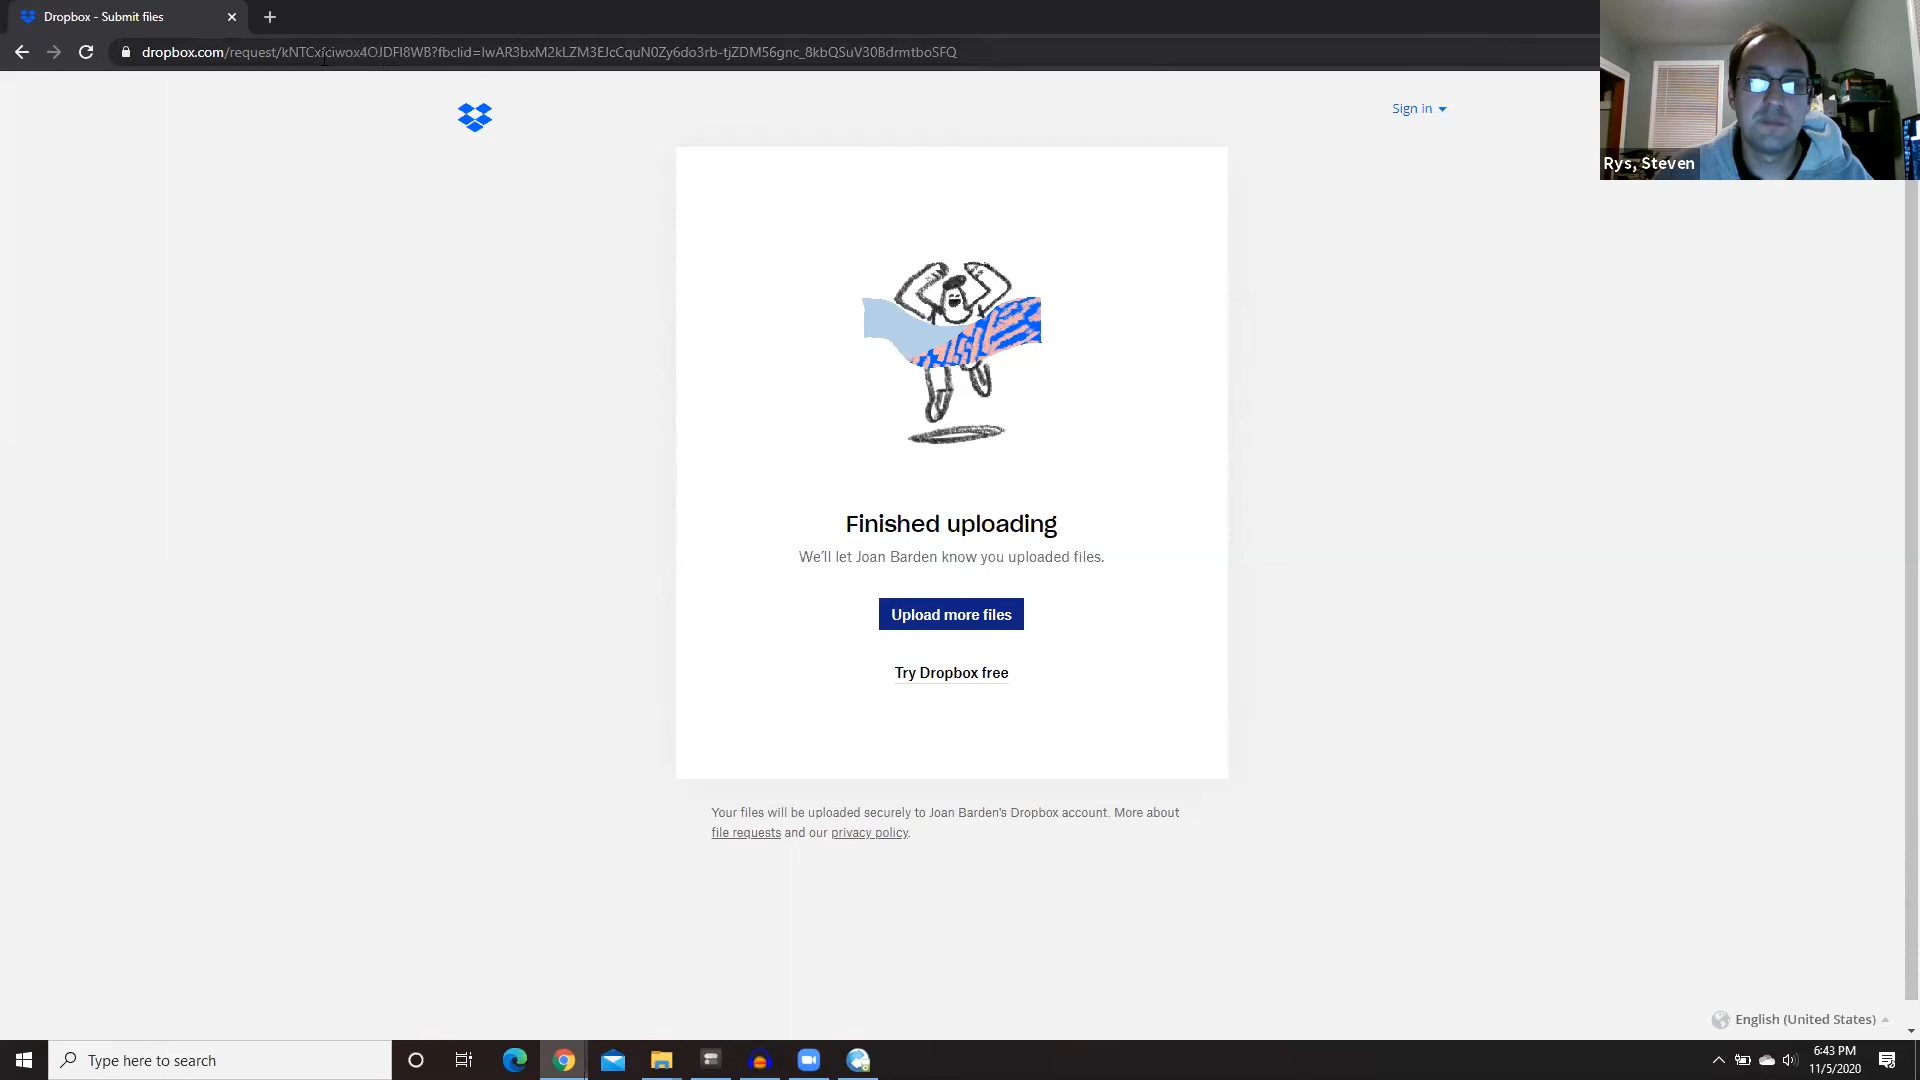 Dropbox - Submit files
dropbox.com/request/kNTCxiciwox4OJDFI8WB?fbclid=IwAR3bxM2kLZM3EJcCquN0Zy6do3rb-tjZDM56gnc_8kbQSuV30BdrmtboSFQ
Sign in
Rys, Steven
Finished uploading
We'll let Joan Barden know you uploaded files.
Upload more files
Try Dropbox free
Your files will be uploaded securely to Joan Barden's Dropbox account. More about
file requests and our privacy policy.
English (United States)
Type here to search
6:43 PM
11/5/2020